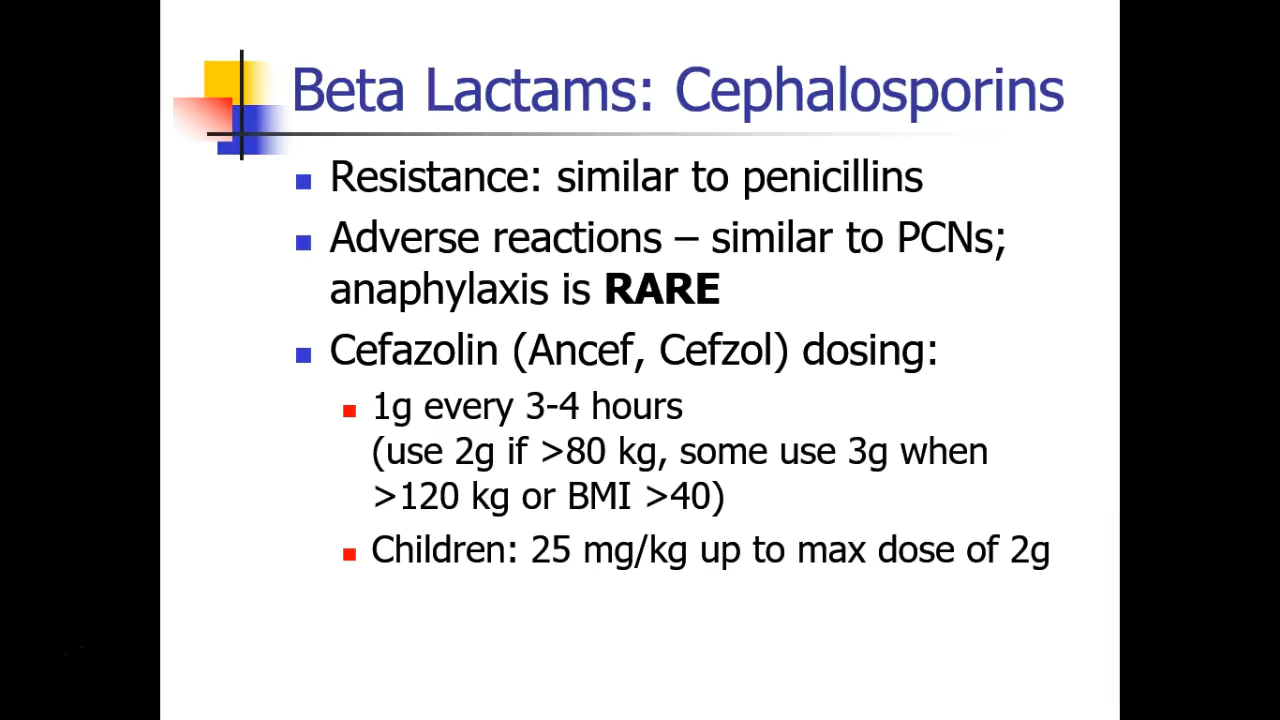 Beta Lactams: Cephalosporins
Resistance: similar to penicillins
Adverse reactions – similar to PCNs;
anaphylaxis is RARE
Cefazolin (Ancef, Cefzol) dosing:
1g every 3-4 hours
(use 2g if >80 kg, some use 3g when
>120 kg or BMI >40)
Children: 25 mg/kg up to max dose of 2g